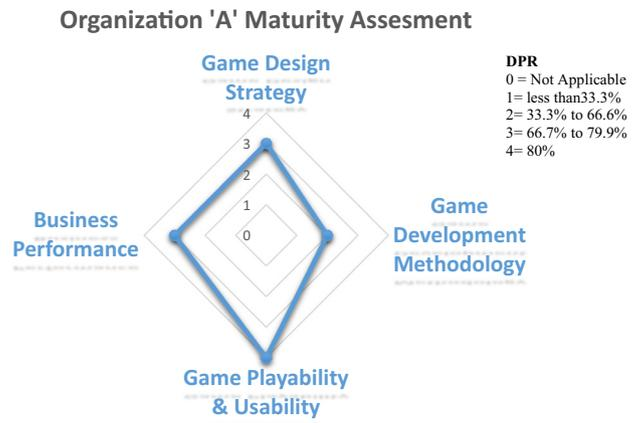 Organization 'A' Maturity Assesment
Game Design
Strategy
4
3
2
1
0
Game
Development
Methodology
Game Playability
& Usability
Business
Performance
DPR
0 = Not Applicable
1= less than33.3%
2= 33.3% to 66.6%
3= 66.7% to 79.9%
4= 80%